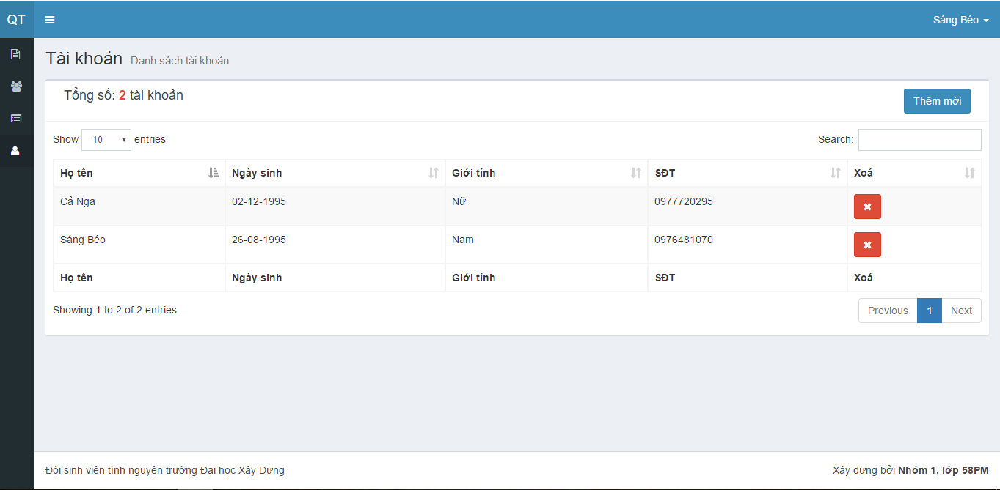 QT Sáng Béo
Tài khoản Danh sách tài khoản
Tổng số: 2 tài khoản Thêm mới
Show 10 entries Search:
Họ tên Ngày sinh Giới tính SĐT Xoá
Cả Nga 02-12-1995 Nữ 0977720295
Sáng Béo 26-08-1995 Nam 0976481070
Họ tên Ngày sinh Giới tính SĐT Xoá
Showing 1 to 2 of 2 entries Previous 1 Next
Đội sinh viên tình nguyện trường Đại học Xây Dựng Xây dựng bởi Nhóm 1, lớp 58PM